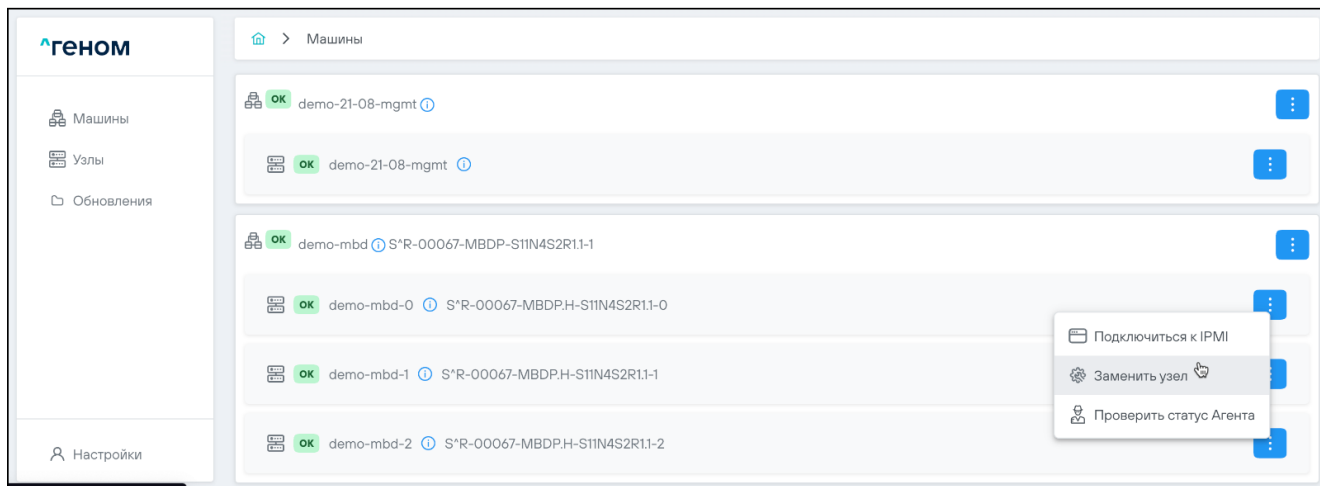 ^геном
Машины
Узлы
Обновления
Настройки
Машины
OK demo-21-08-mgmt
OK demo-21-08-mgmt
OK demo-mbd S^R-00067-MBDP-S11N4S2R1.1-1
OK demo-mbd-0 S^R-00067-MBDP.H-S11N4S2R1.1-0
OK demo-mbd-1 S^R-00067-MBDP.H-S11N4S2R1.1-1
OK demo-mbd-2 S^R-00067-MBDP.H-S11N4S2R1.1-2
Подключиться к IPMI
Заменить узел
Проверить статус Агента